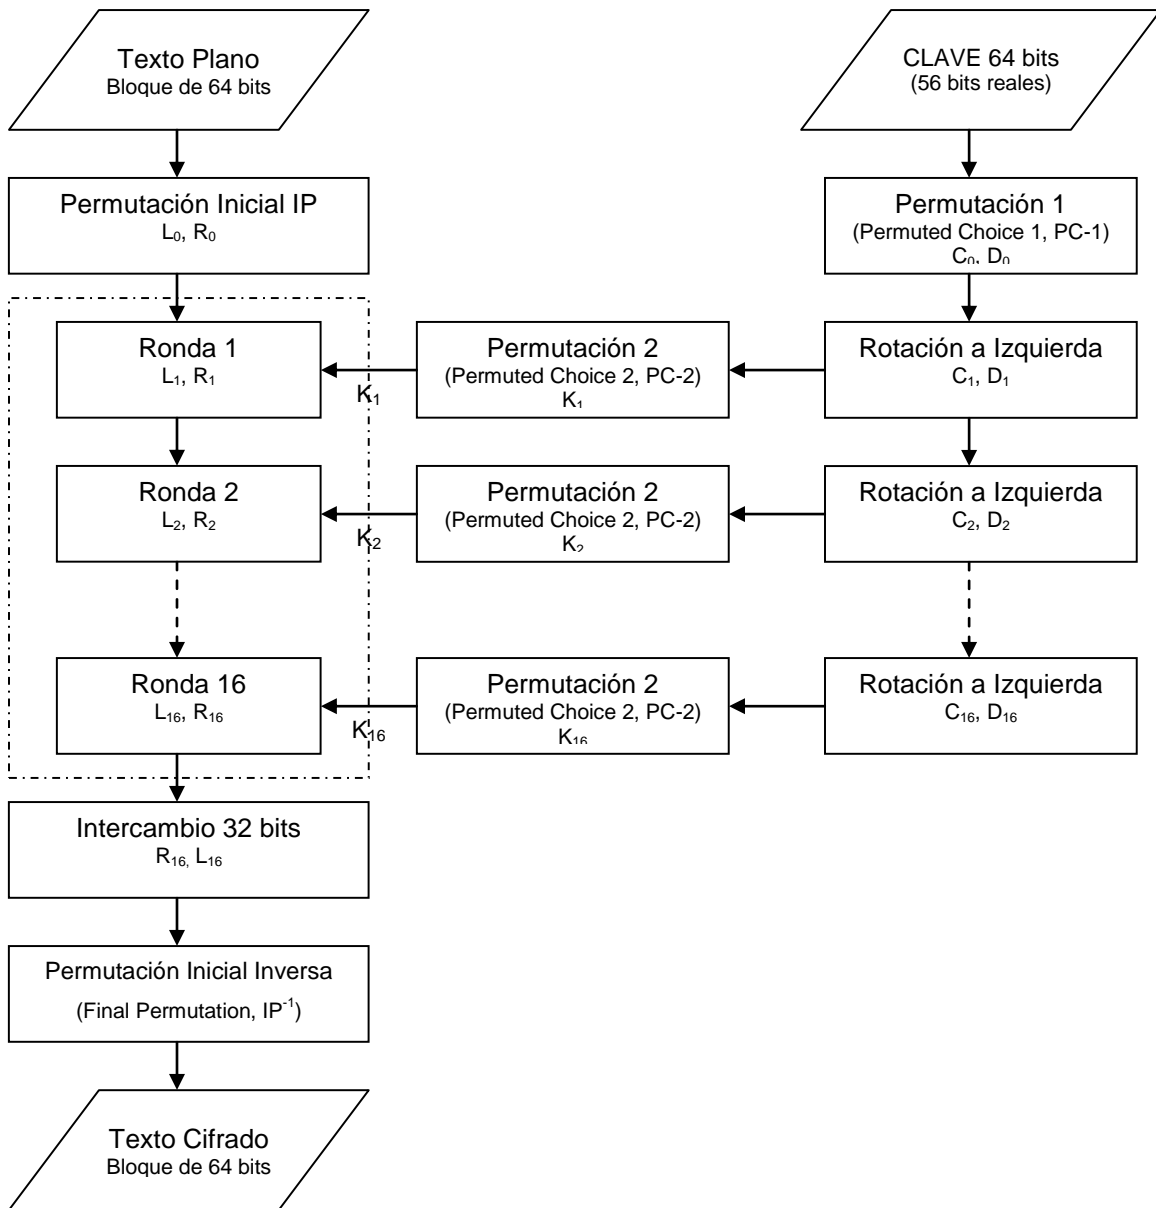 Texto Plano
Bloque de 64 bits
CLAVE 64 bits
(56 bits reales)
Permutación Inicial IP
L₀, R₀
Permutación 1
(Permuted Choice 1, PC-1)
C₀, D₀
Ronda 1
L₁, R₁
K₁
Permutación 2
(Permuted Choice 2, PC-2)
K₁
Rotación a Izquierda
C₁, D₁
Ronda 2
L₂, R₂
K₂
Permutación 2
(Permuted Choice 2, PC-2)
K₂
Rotación a Izquierda
C₂, D₂
Ronda 16
L₁₆, R₁₆
K₁₆
Permutación 2
(Permuted Choice 2, PC-2)
K₁₆
Rotación a Izquierda
C₁₆, D₁₆
Intercambio 32 bits
R₁₆, L₁₆
Permutación Inicial Inversa
(Final Permutation, IP⁻¹)
Texto Cifrado
Bloque de 64 bits